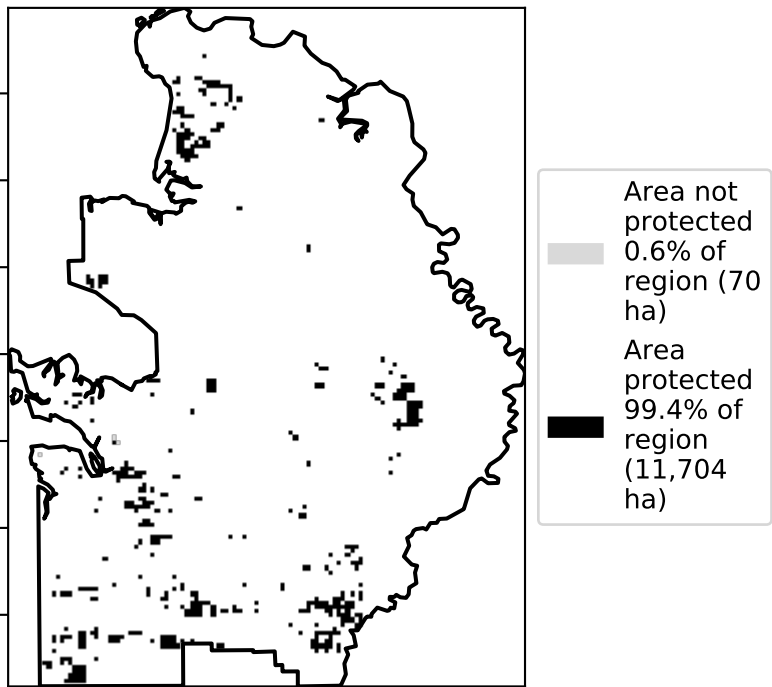 Area not
protected
0.6% of
region (70
ha)
Area
protected
99.4% of
region
(11,704
ha)